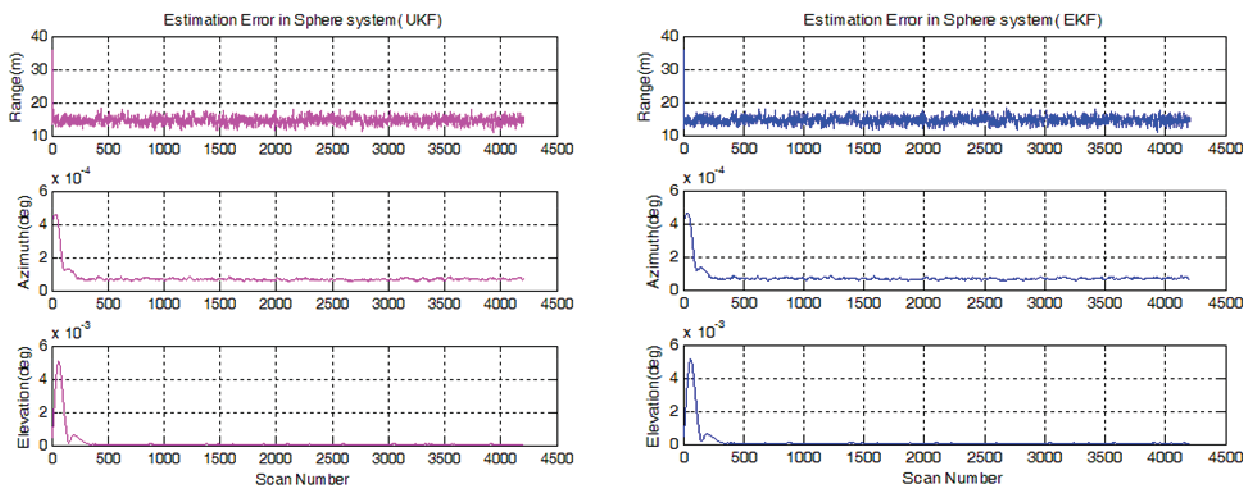 Estimation Error in Sphere system( UKF)
Range(m)
40
30
20
10
0 500 1000 1500 2000 2500 3000 3500 4000 4500
x 10^-4
Azimuth(deg)
6
4
2
0
0 500 1000 1500 2000 2500 3000 3500 4000 4500
x 10^-3
Elevation(deg)
6
4
2
0
0 500 1000 1500 2000 2500 3000 3500 4000 4500
Scan Number
Estimation Error in Sphere system( EKF)
Range(m)
40
30
20
10
0 500 1000 1500 2000 2500 3000 3500 4000 4500
x 10^-4
Azimuth(deg)
6
4
2
0
0 500 1000 1500 2000 2500 3000 3500 4000 4500
x 10^-3
Elevation(deg)
6
4
2
0
0 500 1000 1500 2000 2500 3000 3500 4000 4500
Scan Number